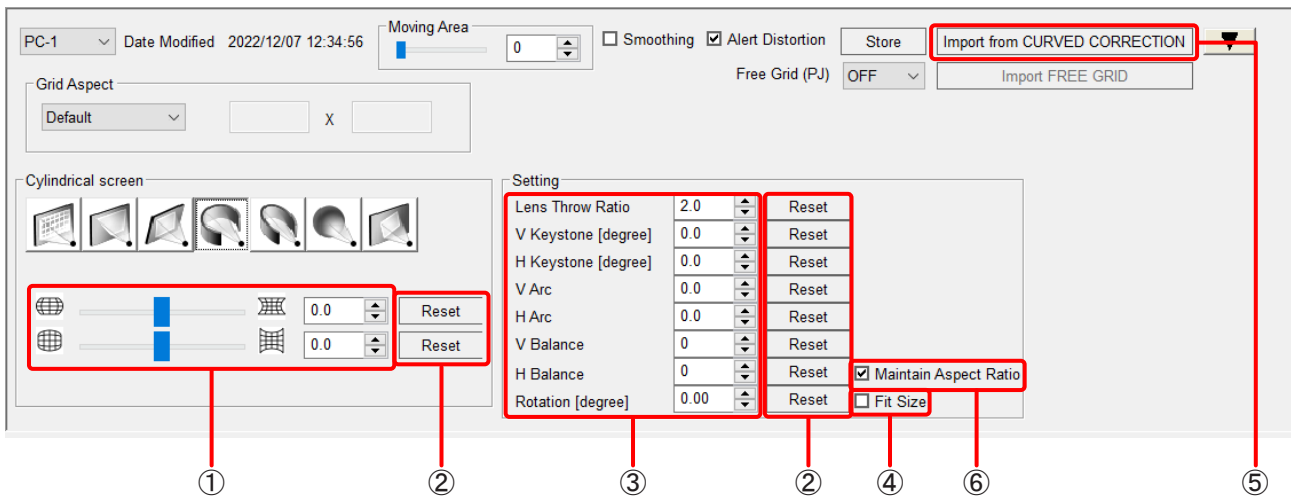 PC-1 Date Modified 2022/12/07 12:34:56 Moving Area 0 Smoothing Alert Distortion Store Import from CURVED CORRECTION
Free Grid (PJ) OFF Import FREE GRID
Grid Aspect
Default X
Cylindrical screen
0.0 Reset
0.0 Reset
Setting
Lens Throw Ratio 2.0 Reset
V Keystone [degree] 0.0 Reset
H Keystone [degree] 0.0 Reset
V Arc 0.0 Reset
H Arc 0.0 Reset
V Balance 0 Reset
H Balance 0 Reset Maintain Aspect Ratio
Rotation [degree] 0.00 Reset Fit Size
① ② ③ ② ④ ⑥ ⑤